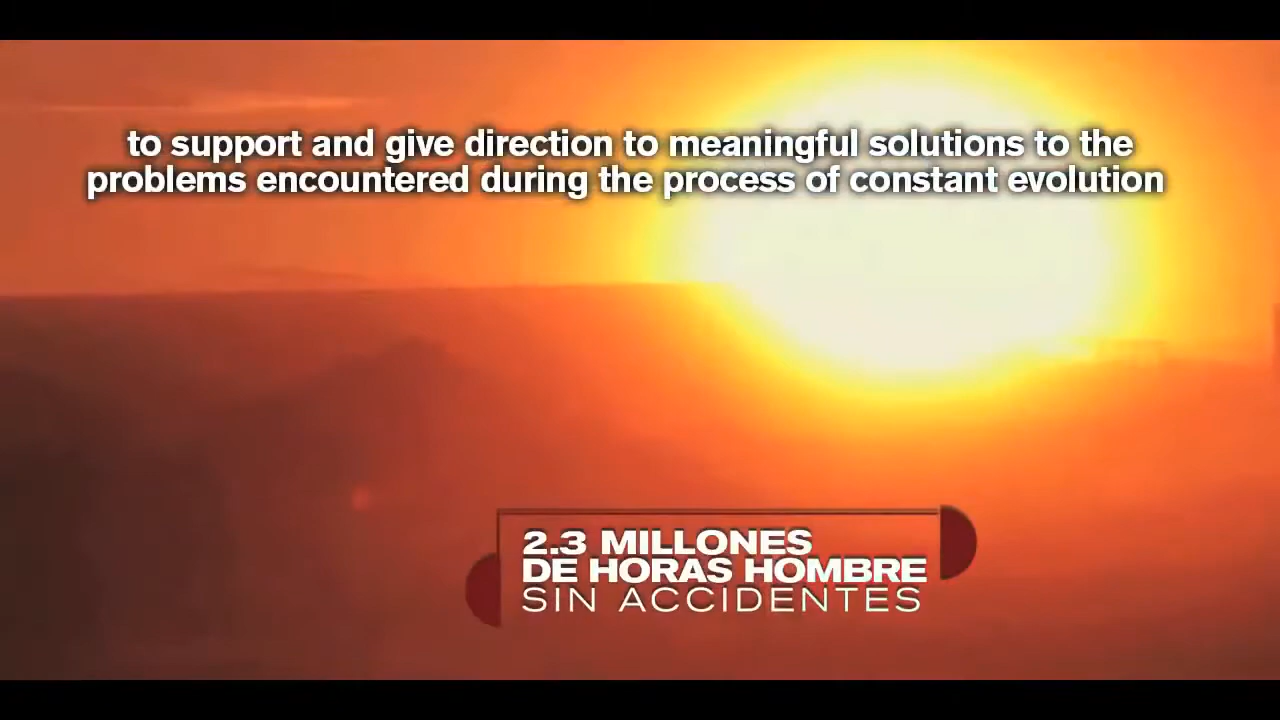 to support and give direction to meaningful solutions to the
problems encountered during the process of constant evolution
2.3 MILLONES
DE HORAS HOMBRE
SIN ACCIDENTES